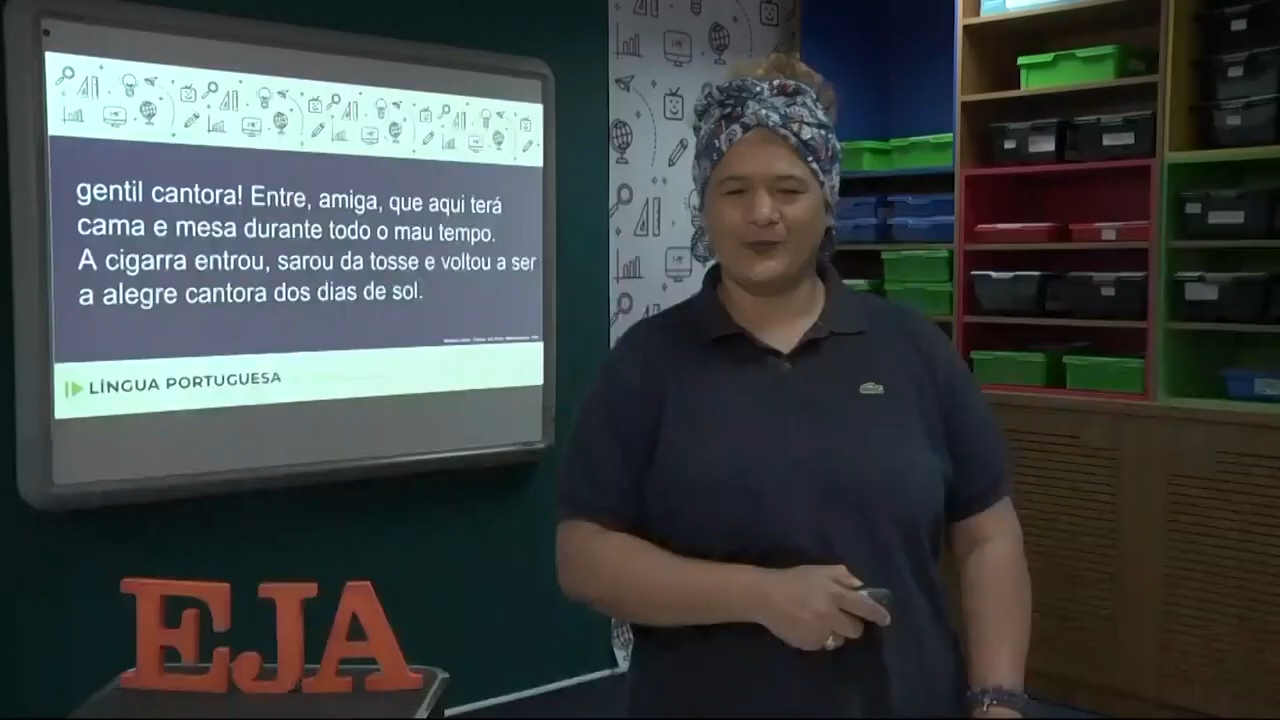 gentil cantora! Entre, amiga, que aqui terá
cama e mesa durante todo o mau tempo.
A cigarra entrou, sarou da tosse e voltou a ser
a alegre cantora dos dias de sol.
LÍNGUA PORTUGUESA
EJA